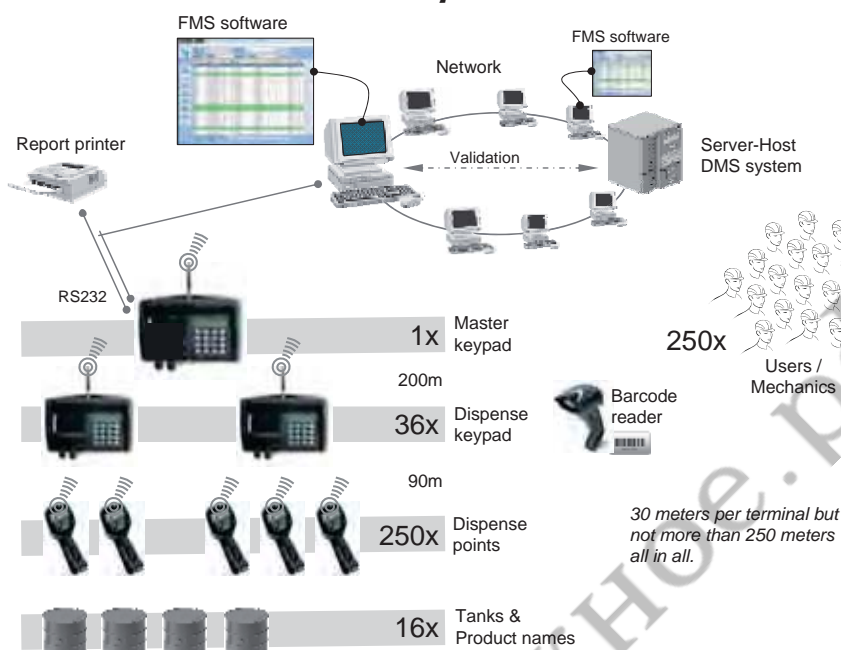 FMS software
FMS software
Network
Report printer
Validation
Server-Host
DMS system
RS232
1x
Master
keypad
200m
250x
Users /
Mechanics
36x
Dispense
keypad
Barcode
reader
90m
250x
Dispense
points
30 meters per terminal but
not more than 250 meters
all in all.
16x
Tanks &
Product names